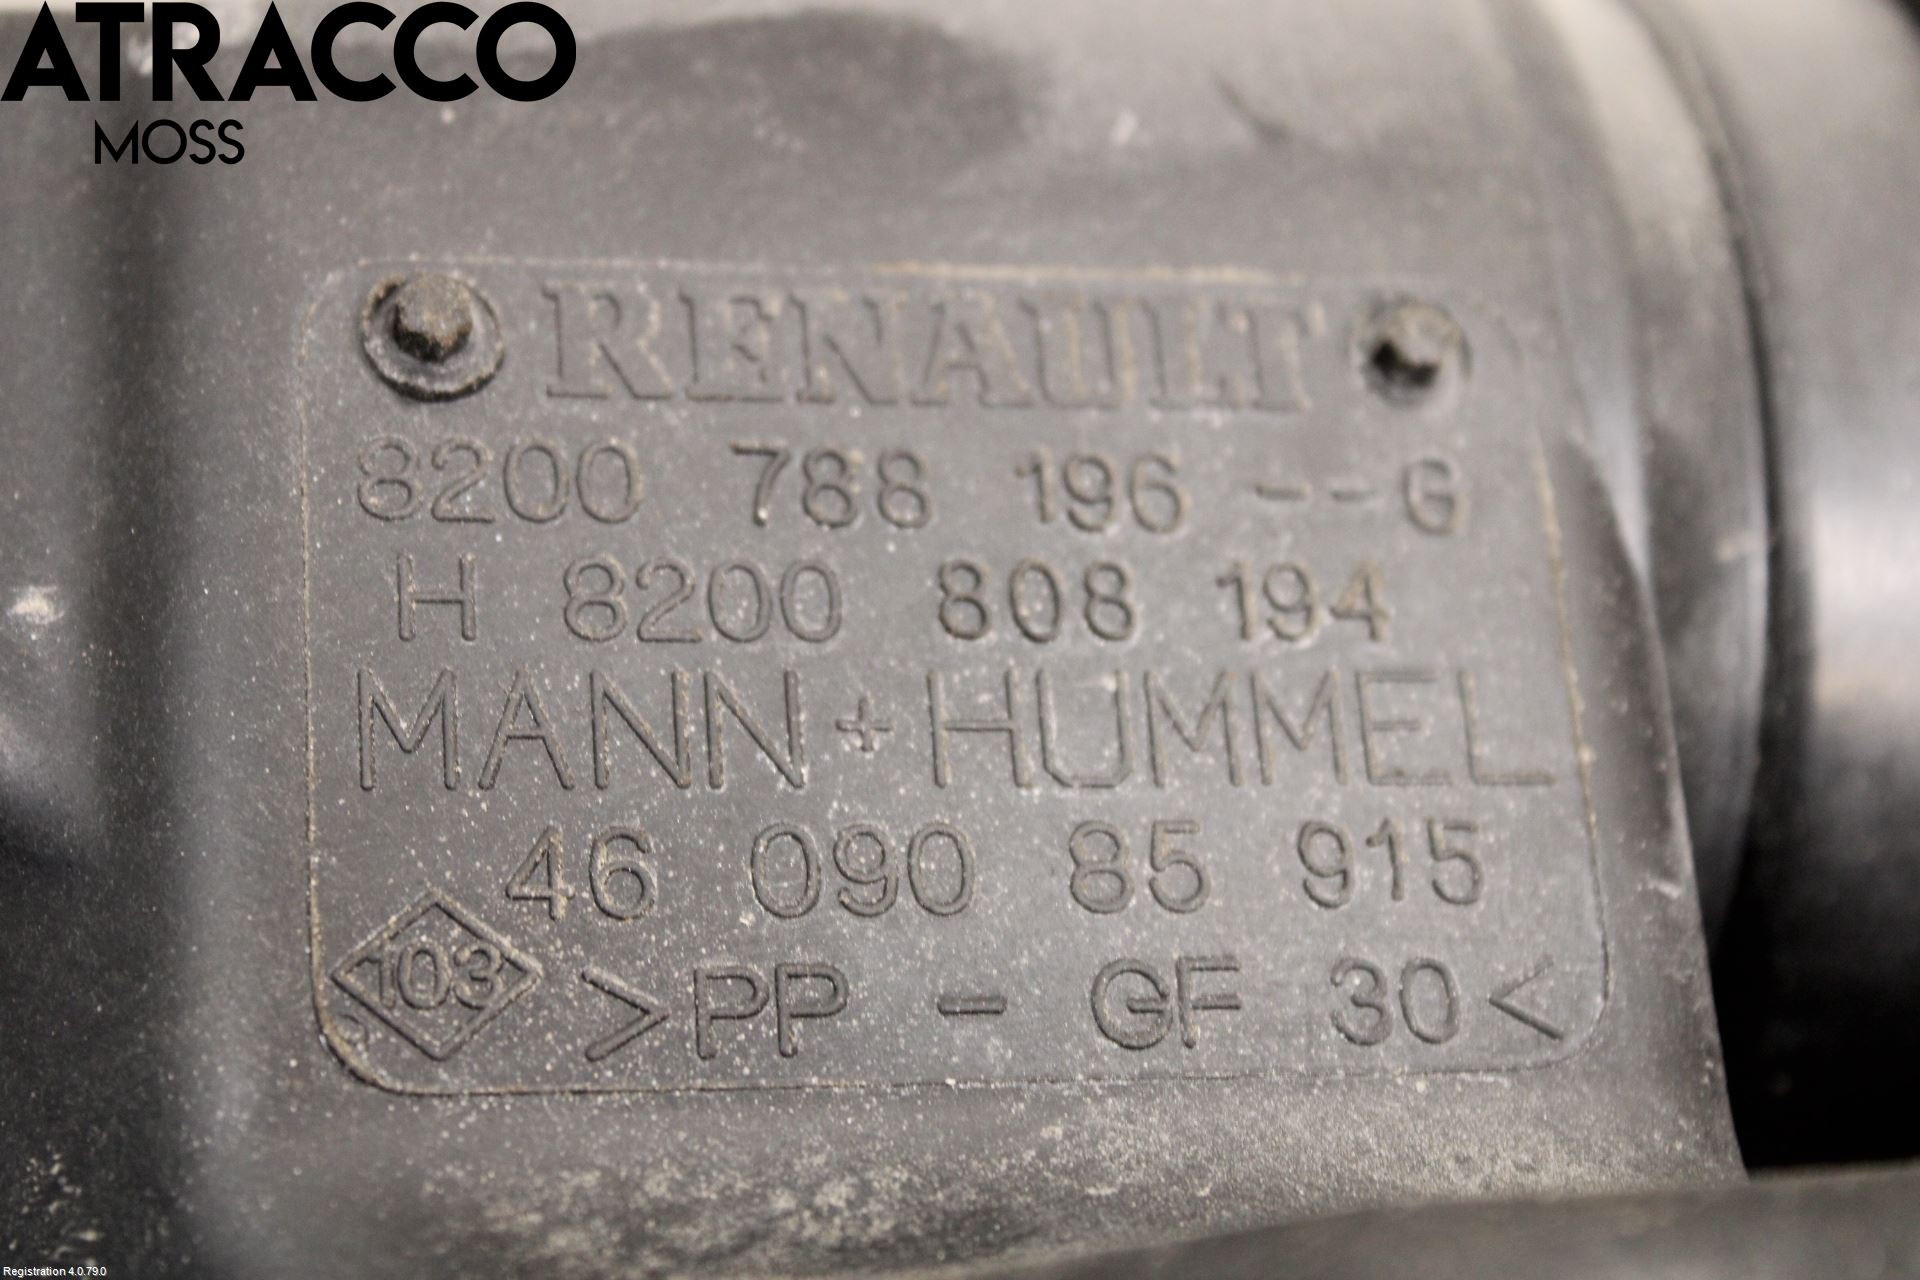 ATRACCO
MOSS
RENAULT
8200 788 196 --G
H 8200 808 194
MANN+HUMMEL
46 090 85 915
103 >PP - GF 30<
Registration 4.0.79.0